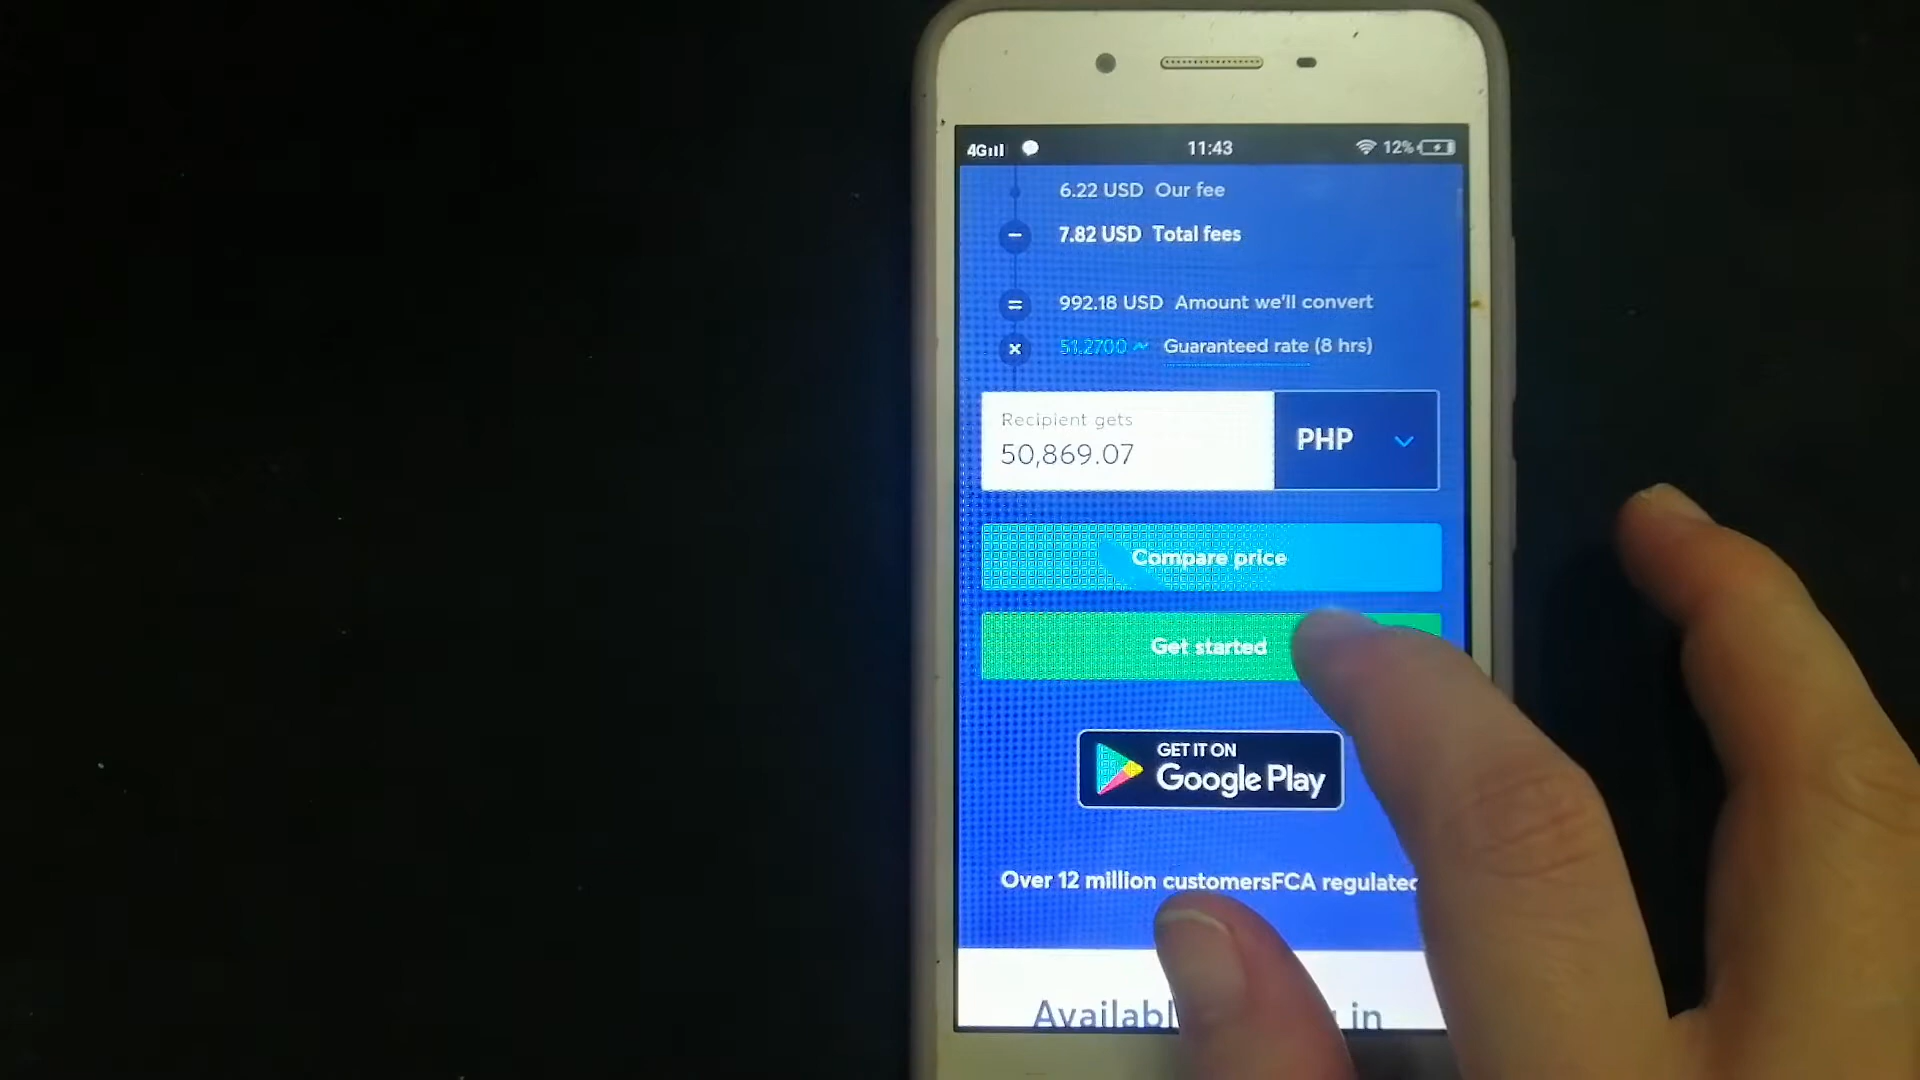 4G
11:43
12%
6.22 USD Our fee
7.82 USD Total fees
992.18 USD Amount we'll convert
51.2700 Guaranteed rate (8 hrs)
Recipient gets
50,869.07
PHP
Compare price
Get started
GET IT ON
Google Play
Over 12 million customersFCA regulated
in